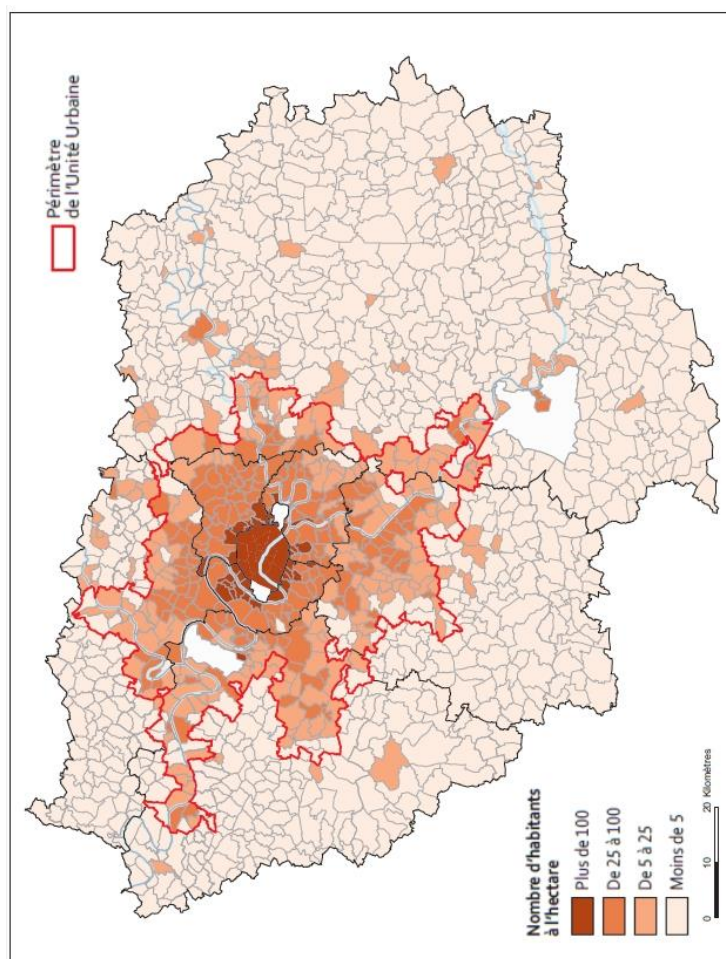 Périmètre
de l'Unité Urbaine
Nombre d'habitants
à l'hectare
Plus de 100
De 25 à 100
De 5 à 25
Moins de 5
0 10 20 Kilomètres